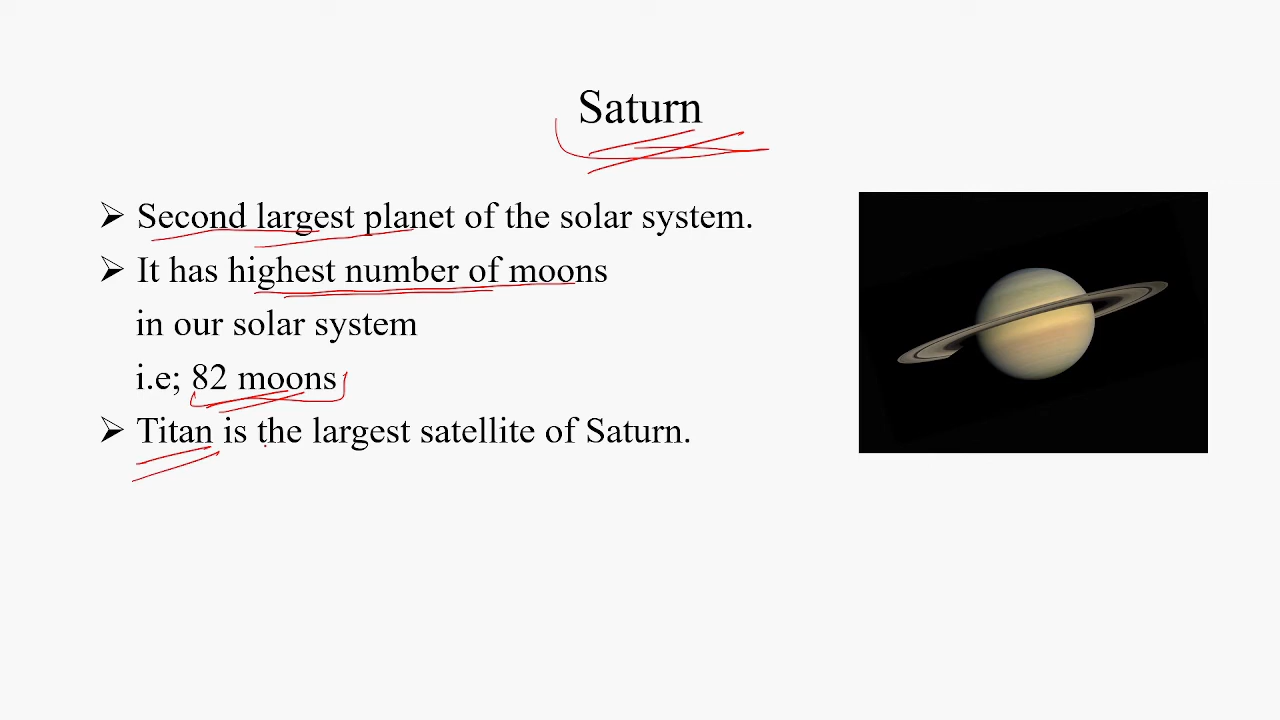 Saturn
➢ Second largest planet of the solar system.
➢ It has highest number of moons
in our solar system
i.e; 82 moons
➢ Titan is the largest satellite of Saturn.